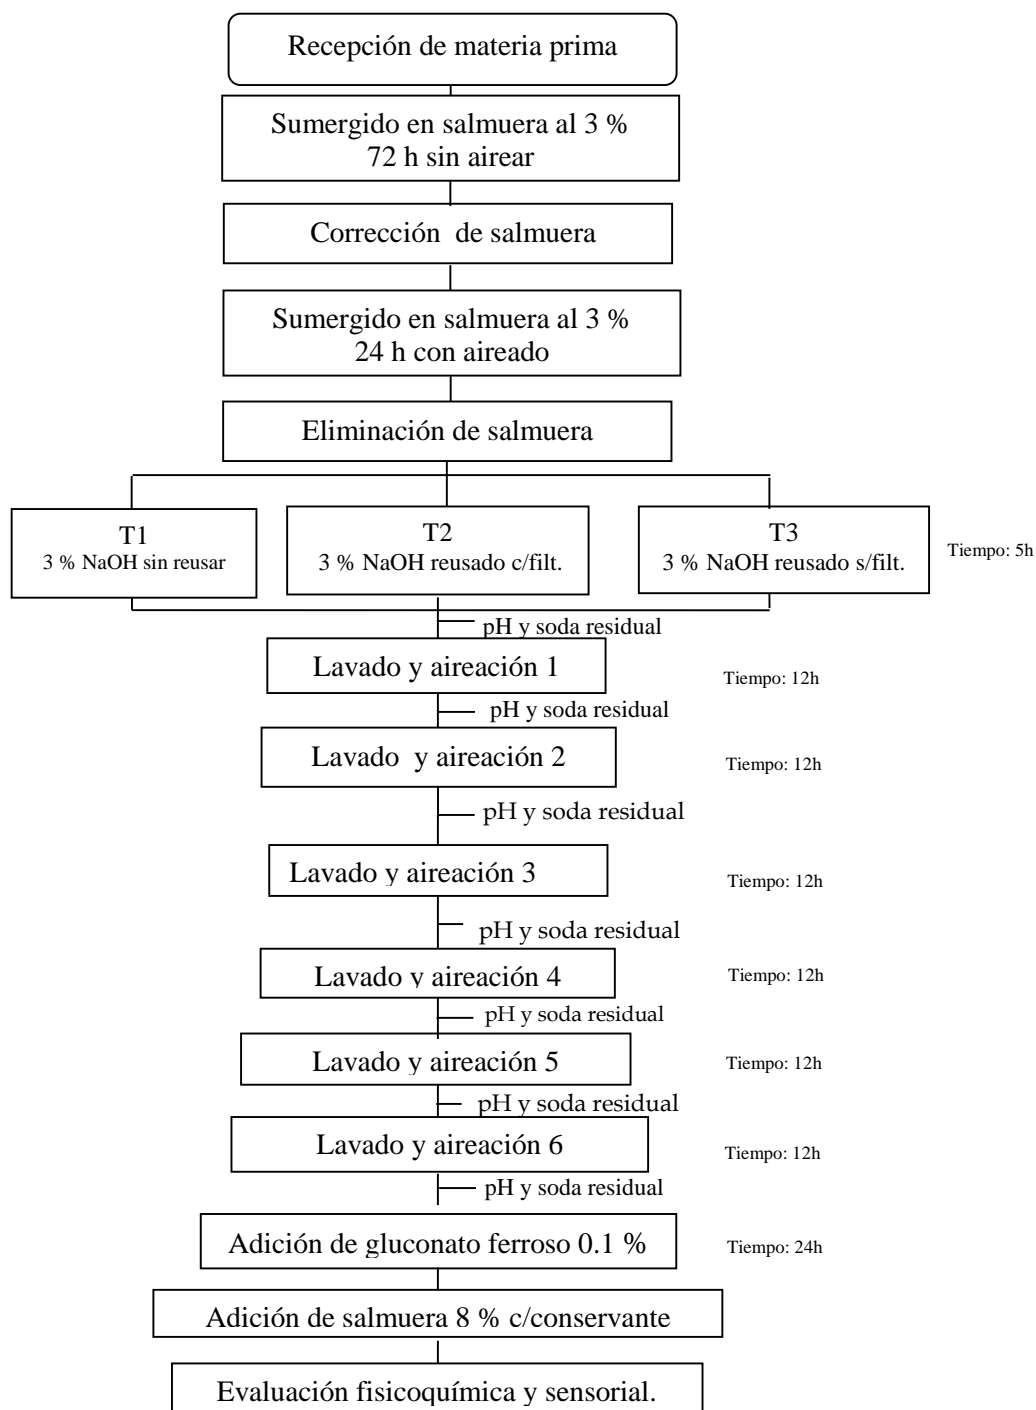 Recepción de materia prima
Sumergido en salmuera al 3 %
72 h sin airear
Corrección de salmuera
Sumergido en salmuera al 3 %
24 h con aireado
Eliminación de salmuera
T1
3 % NaOH sin reusar
T2
3 % NaOH reusado c/filt.
T3
3 % NaOH reusado s/filt.
Tiempo: 5h
pH y soda residual
Lavado y aireación 1
Tiempo: 12h
pH y soda residual
Lavado y aireación 2
Tiempo: 12h
pH y soda residual
Lavado y aireación 3
Tiempo: 12h
pH y soda residual
Lavado y aireación 4
Tiempo: 12h
pH y soda residual
Lavado y aireación 5
Tiempo: 12h
pH y soda residual
Lavado y aireación 6
Tiempo: 12h
pH y soda residual
Adición de gluconato ferroso 0.1 %
Tiempo: 24h
Adición de salmuera 8 % c/conservante
Evaluación fisicoquímica y sensorial.